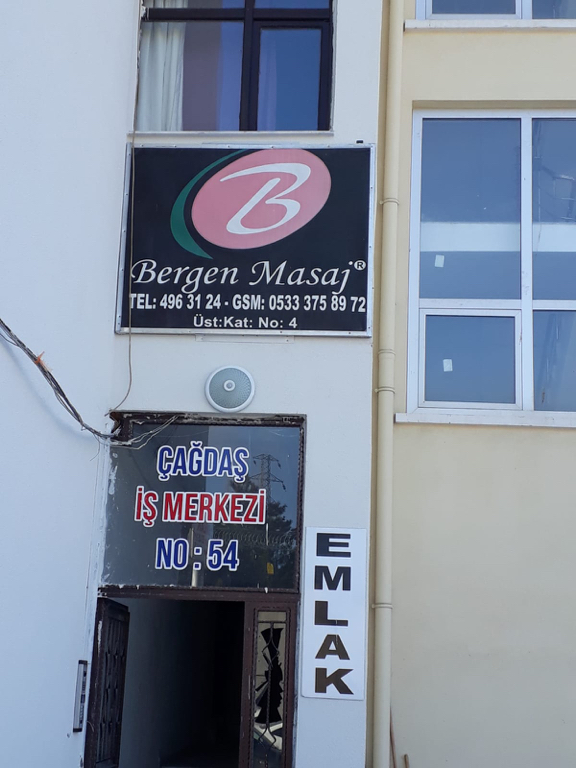 B
Bergen Masaj®
TEL: 496 31 24 - GSM: 0533 375 89 72
Üst:Kat: No: 4
ÇAĞDAŞ
İŞ MERKEZİ
NO : 54
EMLAK